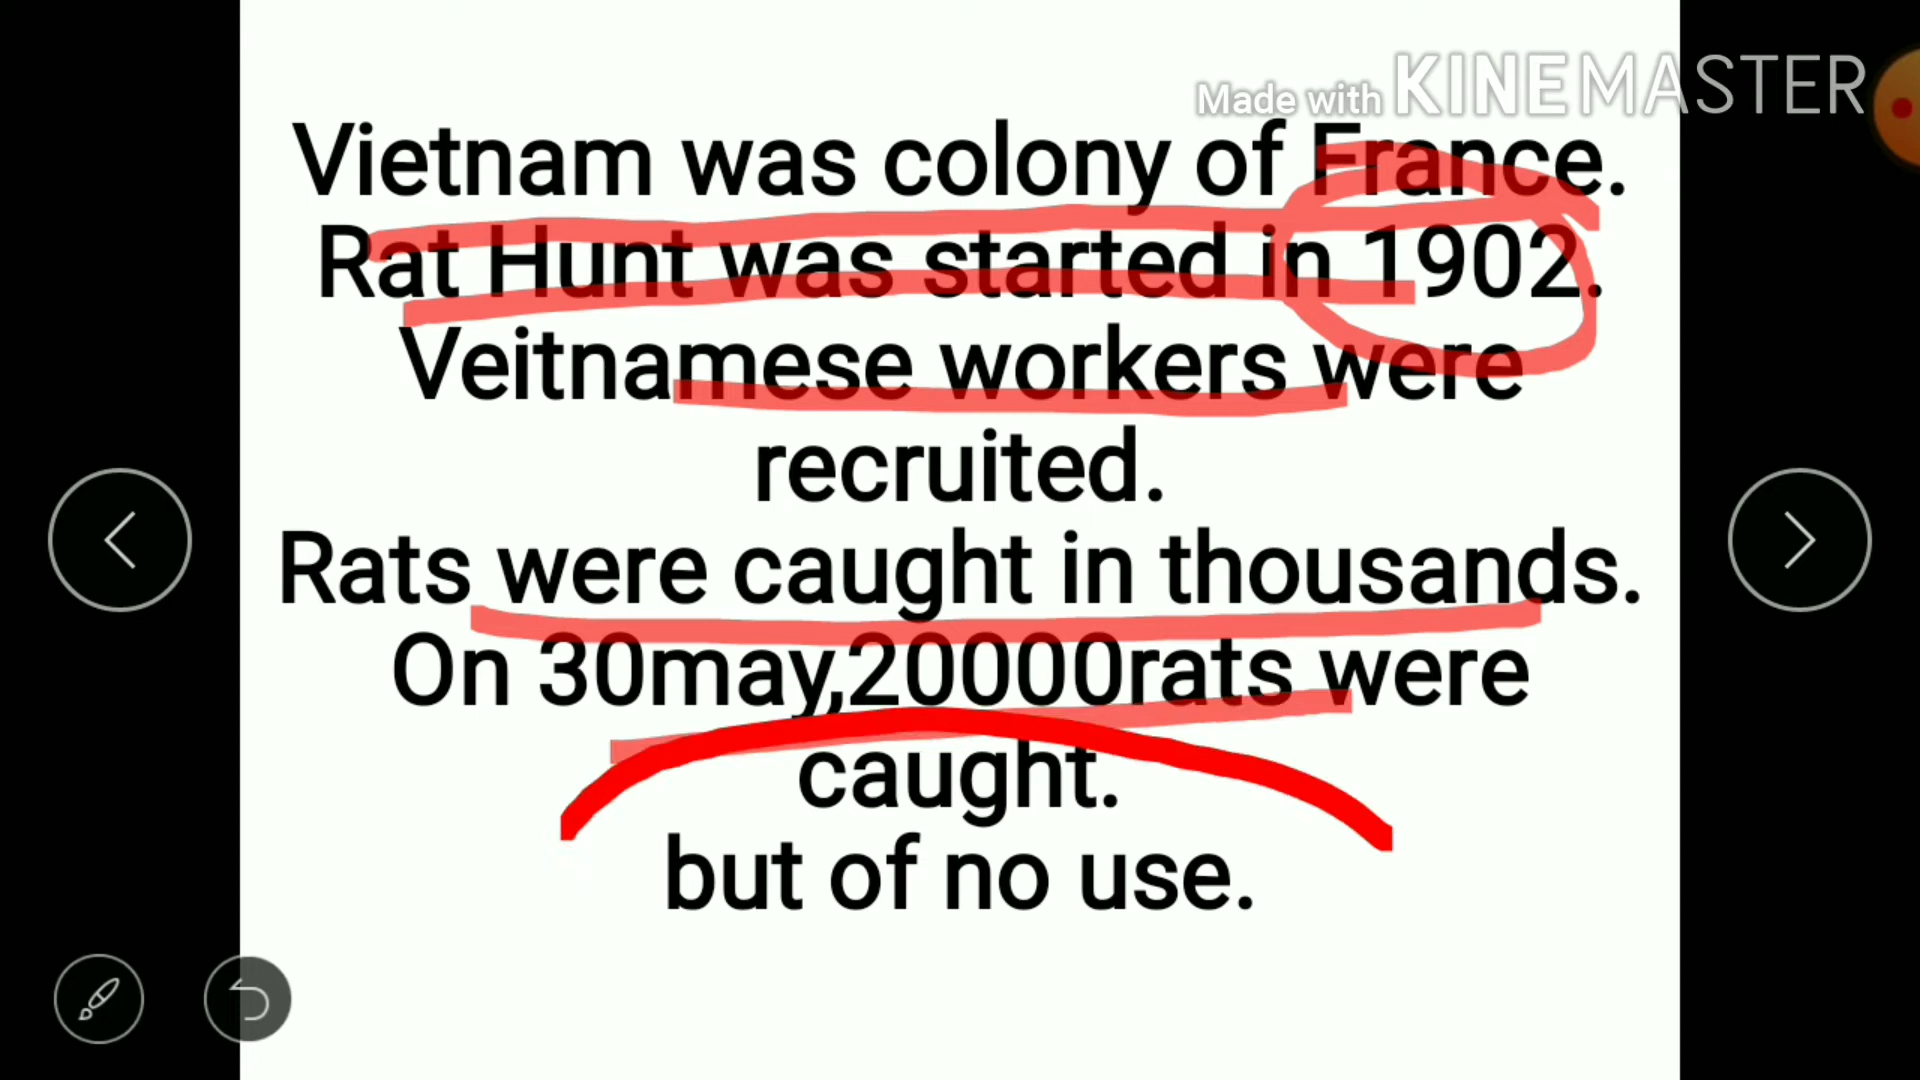 Made with KINEMASTER
Vietnam was colony of France.
Rat Hunt was started in 1902.
Veitnamese workers were
recruited.
Rats were caught in thousands.
On 30may,20000rats were
caught.
but of no use.